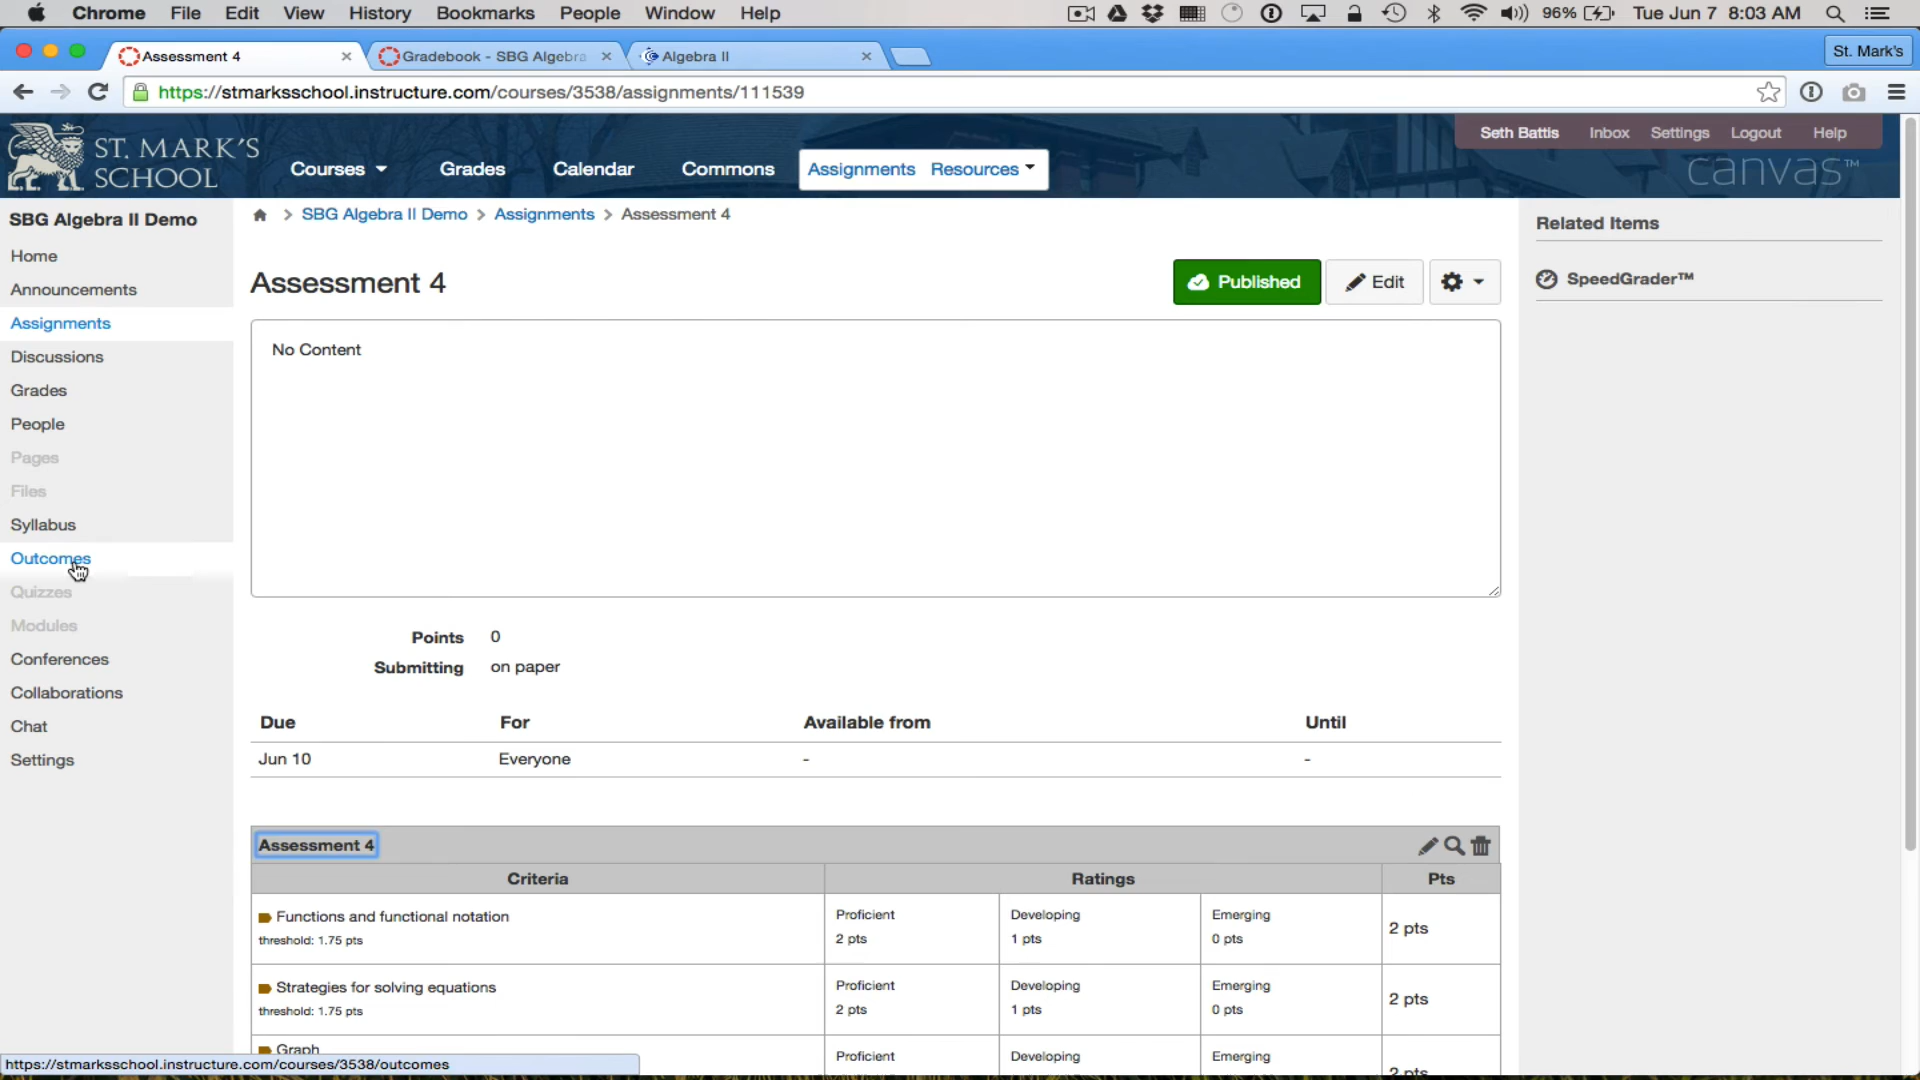 Chrome File Edit View History Bookmarks People Window Help 96% Tue Jun 7 8:03 AM
Assessment 4 Gradebook - SBG Algebra Algebra II St. Mark's
https://stmarksschool.instructure.com/courses/3538/assignments/111539
Seth Battis Inbox Settings Logout Help
ST. MARK'S
SCHOOL
Courses Grades Calendar Commons Assignments Resources
canvas™
SBG Algebra II Demo
Home
Announcements
Assignments
Discussions
Grades
People
Pages
Files
Syllabus
Outcomes
Quizzes
Modules
Conferences
Collaborations
Chat
Settings
> SBG Algebra II Demo > Assignments > Assessment 4
Assessment 4
Published Edit
No Content
Points 0
Submitting on paper
Due For Available from Until
Jun 10 Everyone - -
Assessment 4
Criteria Ratings Pts
Functions and functional notation
threshold: 1.75 pts
Proficient
2 pts
Developing
1 pts
Emerging
0 pts
2 pts
Strategies for solving equations
threshold: 1.75 pts
Proficient
2 pts
Developing
1 pts
Emerging
0 pts
2 pts
Graph
Proficient
Developing
Emerging
2 pts
Related Items
SpeedGrader™
https://stmarksschool.instructure.com/courses/3538/outcomes